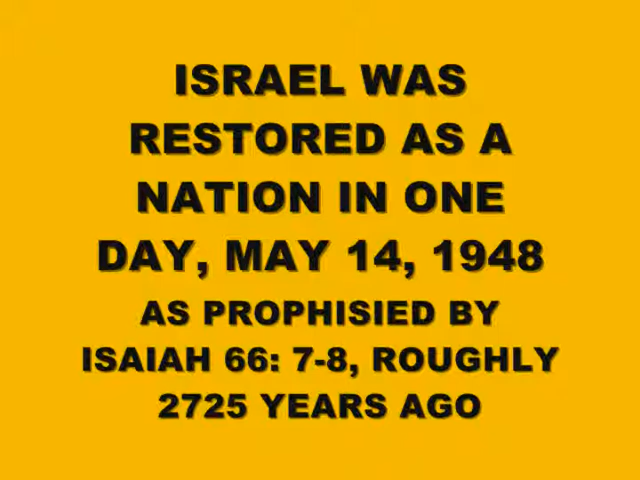 ISRAEL WAS
RESTORED AS A
NATION IN ONE
DAY, MAY 14, 1948
AS PROPHISIED BY
ISAIAH 66: 7-8, ROUGHLY
2725 YEARS AGO